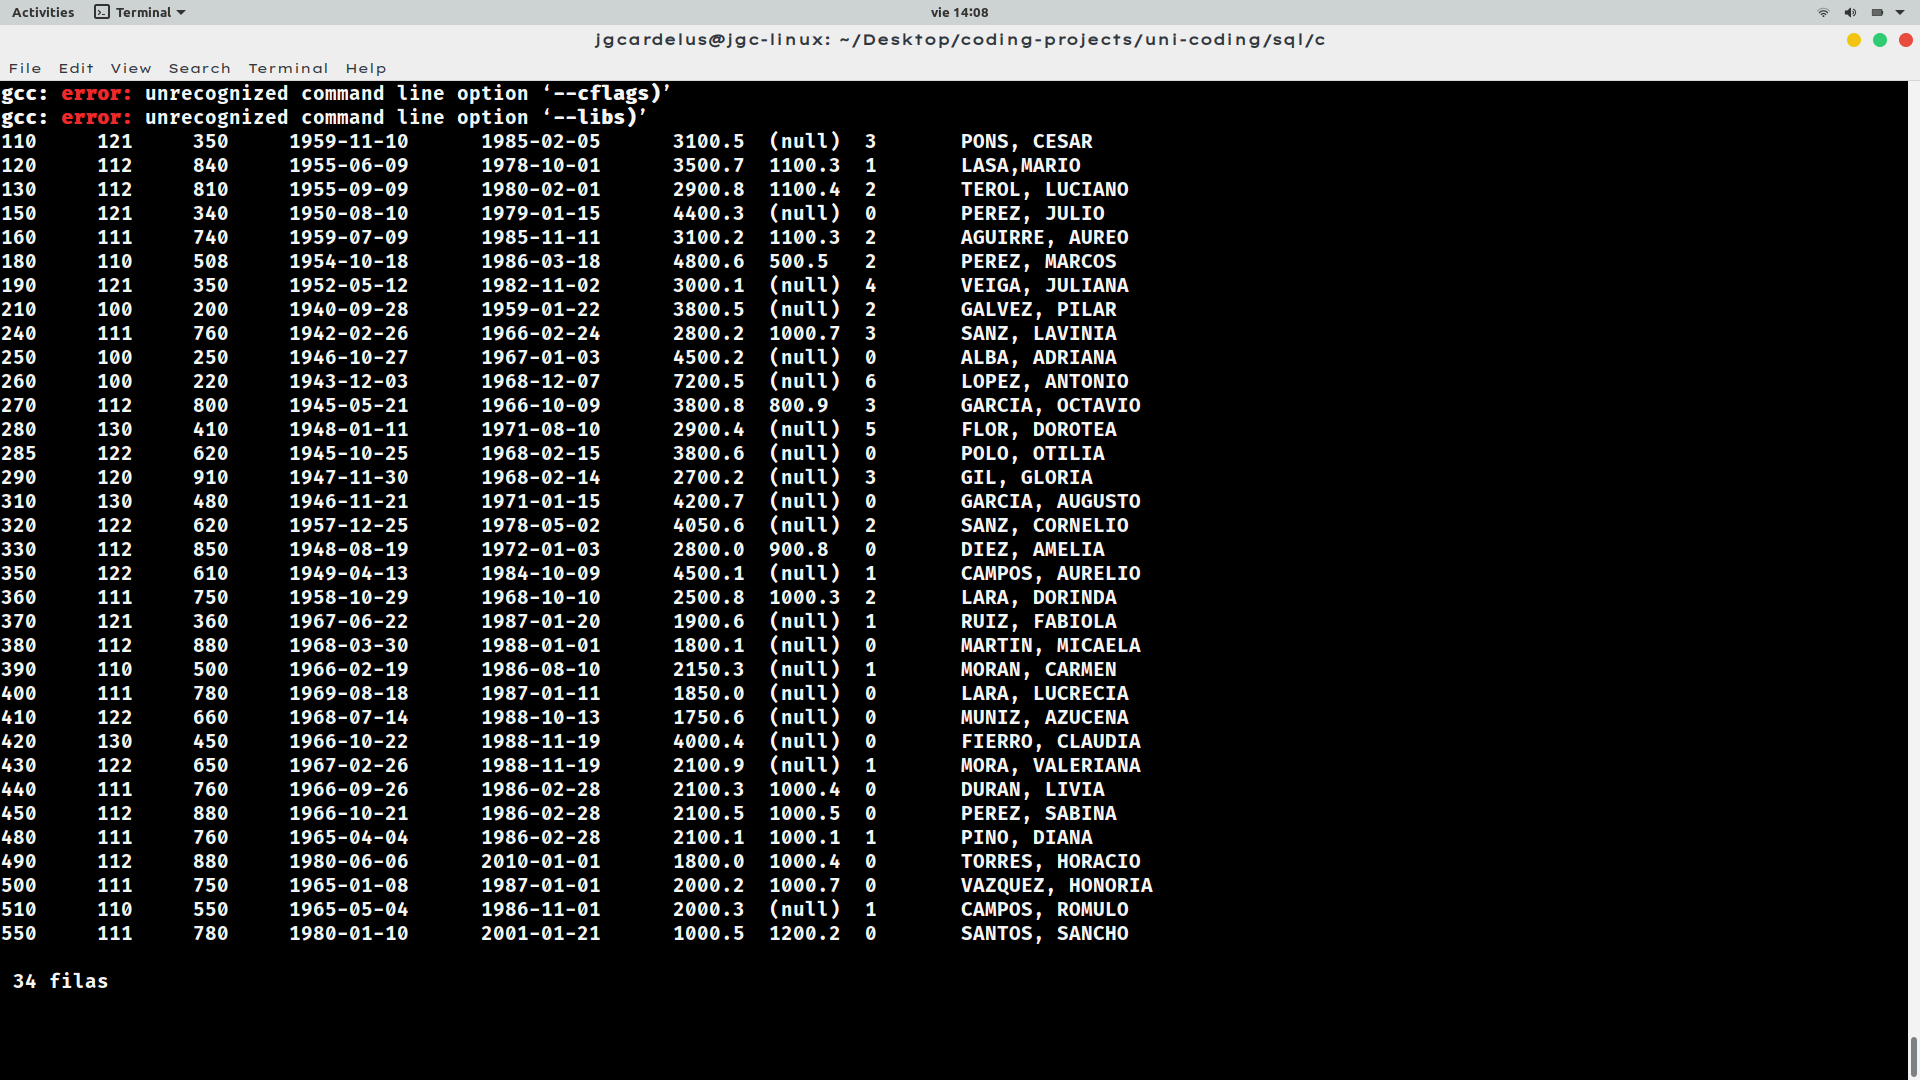 Activities Terminal vie 14:08
jgcardelus@jgc-linux: ~/Desktop/coding-projects/uni-coding/sql/c
File Edit View Search Terminal Help
gcc: error: unrecognized command line option ‘--cflags)’
gcc: error: unrecognized command line option ‘--libs)’
110 121 350 1959-11-10 1985-02-05 3100.5 (null) 3 PONS, CESAR
120 112 840 1955-06-09 1978-10-01 3500.7 1100.3 1 LASA,MARIO
130 112 810 1955-09-09 1980-02-01 2900.8 1100.4 2 TEROL, LUCIANO
150 121 340 1950-08-10 1979-01-15 4400.3 (null) 0 PEREZ, JULIO
160 111 740 1959-07-09 1985-11-11 3100.2 1100.3 2 AGUIRRE, AUREO
180 110 508 1954-10-18 1986-03-18 4800.6 500.5 2 PEREZ, MARCOS
190 121 350 1952-05-12 1982-11-02 3000.1 (null) 4 VEIGA, JULIANA
210 100 200 1940-09-28 1959-01-22 3800.5 (null) 2 GALVEZ, PILAR
240 111 760 1942-02-26 1966-02-24 2800.2 1000.7 3 SANZ, LAVINIA
250 100 250 1946-10-27 1967-01-03 4500.2 (null) 0 ALBA, ADRIANA
260 100 220 1943-12-03 1968-12-07 7200.5 (null) 6 LOPEZ, ANTONIO
270 112 800 1945-05-21 1966-10-09 3800.8 800.9 3 GARCIA, OCTAVIO
280 130 410 1948-01-11 1971-08-10 2900.4 (null) 5 FLOR, DOROTEA
285 122 620 1945-10-25 1968-02-15 3800.6 (null) 0 POLO, OTILIA
290 120 910 1947-11-30 1968-02-14 2700.2 (null) 3 GIL, GLORIA
310 130 480 1946-11-21 1971-01-15 4200.7 (null) 0 GARCIA, AUGUSTO
320 122 620 1957-12-25 1978-05-02 4050.6 (null) 2 SANZ, CORNELIO
330 112 850 1948-08-19 1972-01-03 2800.0 900.8 0 DIEZ, AMELIA
350 122 610 1949-04-13 1984-10-09 4500.1 (null) 1 CAMPOS, AURELIO
360 111 750 1958-10-29 1968-10-10 2500.8 1000.3 2 LARA, DORINDA
370 121 360 1967-06-22 1987-01-20 1900.6 (null) 1 RUIZ, FABIOLA
380 112 880 1968-03-30 1988-01-01 1800.1 (null) 0 MARTIN, MICAELA
390 110 500 1966-02-19 1986-08-10 2150.3 (null) 1 MORAN, CARMEN
400 111 780 1969-08-18 1987-01-11 1850.0 (null) 0 LARA, LUCRECIA
410 122 660 1968-07-14 1988-10-13 1750.6 (null) 0 MUNIZ, AZUCENA
420 130 450 1966-10-22 1988-11-19 4000.4 (null) 0 FIERRO, CLAUDIA
430 122 650 1967-02-26 1988-11-19 2100.9 (null) 1 MORA, VALERIANA
440 111 760 1966-09-26 1986-02-28 2100.3 1000.4 0 DURAN, LIVIA
450 112 880 1966-10-21 1986-02-28 2100.5 1000.5 0 PEREZ, SABINA
480 111 760 1965-04-04 1986-02-28 2100.1 1000.1 1 PINO, DIANA
490 112 880 1980-06-06 2010-01-01 1800.0 1000.4 0 TORRES, HORACIO
500 111 750 1965-01-08 1987-01-01 2000.2 1000.7 0 VAZQUEZ, HONORIA
510 110 550 1965-05-04 1986-11-01 2000.3 (null) 1 CAMPOS, ROMULO
550 111 780 1980-01-10 2001-01-21 1000.5 1200.2 0 SANTOS, SANCHO
34 filas